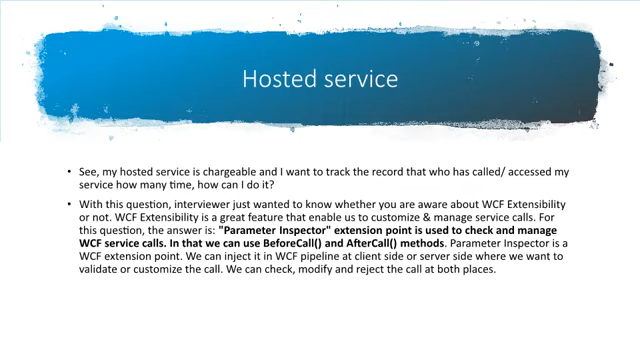 Hosted service
• See, my hosted service is chargeable and I want to track the record that who has called/ accessed my
service how many time, how can I do it?
• With this question, interviewer just wanted to know whether you are aware about WCF Extensibility
or not. WCF Extensibility is a great feature that enable us to customize & manage service calls. For
this question, the answer is: "Parameter Inspector" extension point is used to check and manage
WCF service calls. In that we can use BeforeCall() and AfterCall() methods. Parameter Inspector is a
WCF extension point. We can inject it in WCF pipeline at client side or server side where we want to
validate or customize the call. We can check, modify and reject the call at both places.